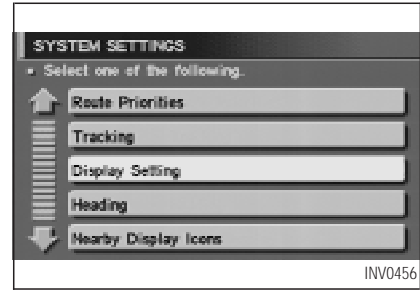 SYSTEM SETTINGS
Select one of the following.
Route Priorities
Tracking
Display Setting
Heading
Nearby Display Icons
INV0456